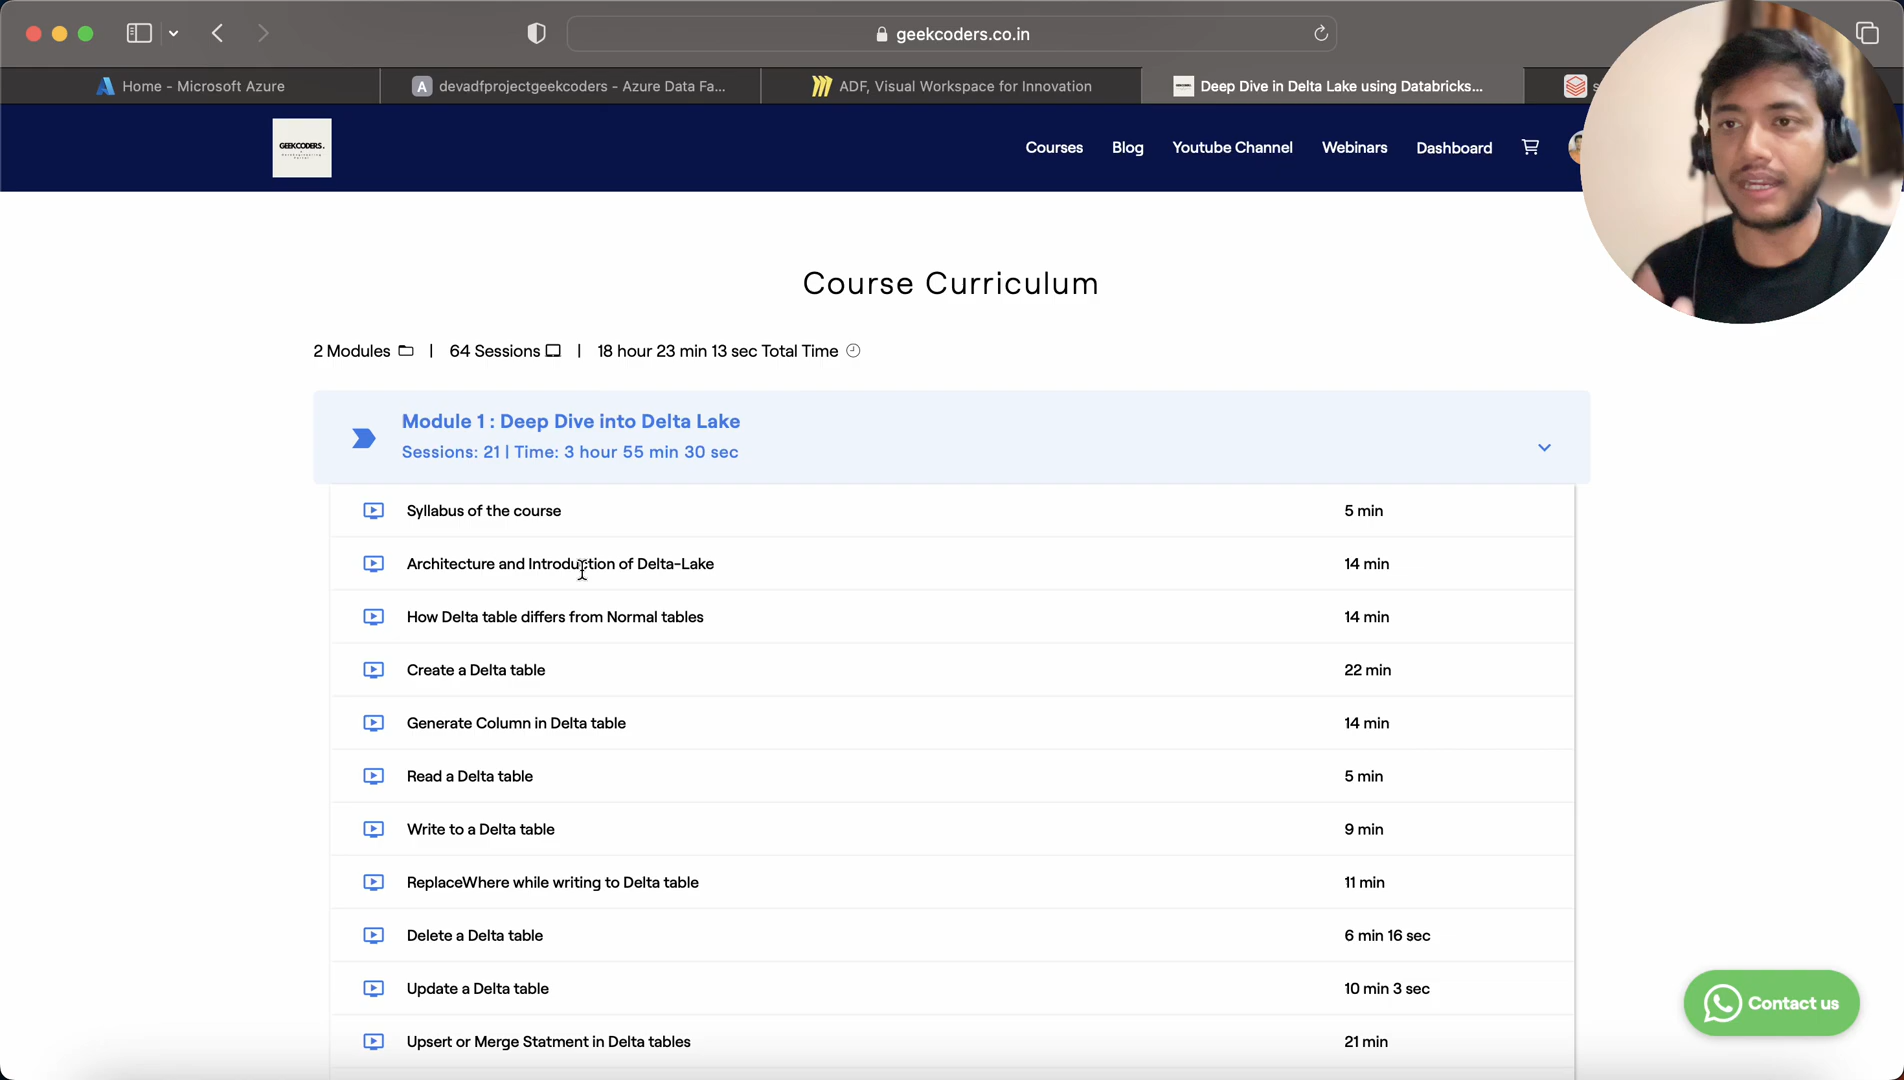 geekcoders.co.in
Home - Microsoft Azure
A devadfprojectgeekcoders - Azure Data Fa...
ADF, Visual Workspace for Innovation
Deep Dive in Delta Lake using Databricks...
GEEKCODERS.
Courses
Blog
Youtube Channel
Webinars
Dashboard
Course Curriculum
2 Modules | 64 Sessions | 18 hour 23 min 13 sec Total Time
Module 1 : Deep Dive into Delta Lake
Sessions: 21 | Time: 3 hour 55 min 30 sec
Syllabus of the course 5 min
Architecture and Introduction of Delta-Lake 14 min
How Delta table differs from Normal tables 14 min
Create a Delta table 22 min
Generate Column in Delta table 14 min
Read a Delta table 5 min
Write to a Delta table 9 min
ReplaceWhere while writing to Delta table 11 min
Delete a Delta table 6 min 16 sec
Update a Delta table 10 min 3 sec
Upsert or Merge Statment in Delta tables 21 min
Contact us